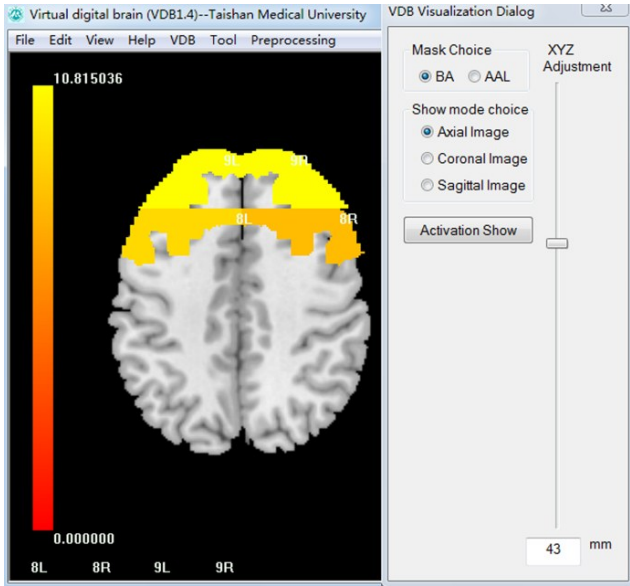 Virtual digital brain (VDB1.4)--Taishan Medical University
File Edit View Help VDB Tool Preprocessing
10.815036
9L 9R
8L 8R
0.000000
8L 8R 9L 9R
VDB Visualization Dialog
Mask Choice
BA AAL
XYZ
Adjustment
Show mode choice
Axial Image
Coronal Image
Sagittal Image
Activation Show
43 mm